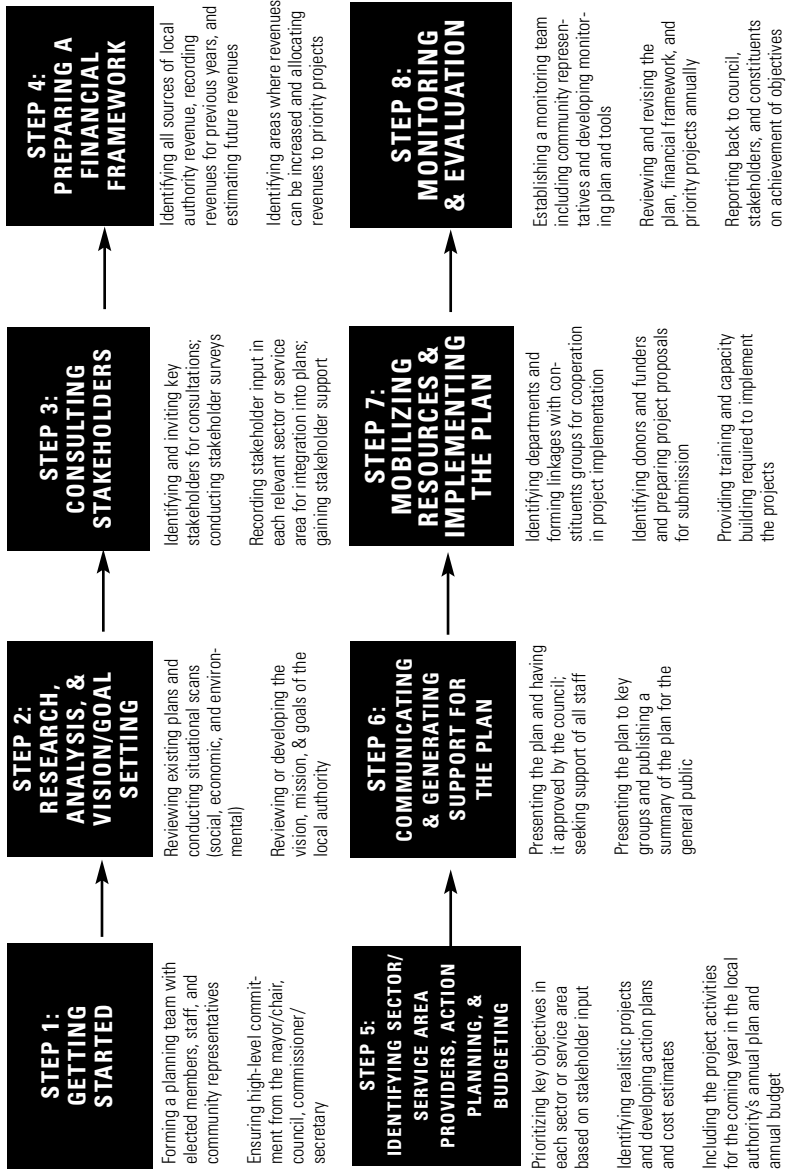 STEP 1:
GETTING
STARTED
Forming a planning team with
elected members, staff, and
community representatives
Ensuring high-level commit-
ment from the mayor/chair,
council, commissioner/
secretary
STEP 2:
RESEARCH,
ANALYSIS, &
VISION/GOAL
SETTING
Reviewing existing plans and
conducting situational scans
(social, economic, and environ-
mental)
Reviewing or developing the
vision, mission, & goals of the
local authority
STEP 3:
CONSULTING
STAKEHOLDERS
Identifying and inviting key
stakeholders for consultations;
conducting stakeholder surveys
Recording stakeholder input in
each relevant sector or service
area for integration into plans;
gaining stakeholder support
STEP 4:
PREPARING A
FINANCIAL
FRAMEWORK
Identifying all sources of local
authority revenue, recording
revenues for previous years, and
estimating future revenues
Identifying areas where revenues
can be increased and allocating
revenues to priority projects
STEP 5:
IDENTIFYING SECTOR/
SERVICE AREA
PROVIDERS, ACTION
PLANNING, &
BUDGETING
Prioritizing key objectives in
each sector or service area
based on stakeholder input
Identifying realistic projects
and developing action plans
and cost estimates
Including the project activities
for the coming year in the local
authority's annual plan and
annual budget
STEP 6:
COMMUNICATING
& GENERATING
SUPPORT FOR
THE PLAN
Presenting the plan and having
it approved by the council;
seeking support of all staff
Presenting the plan to key
groups and publishing a
summary of the plan for the
general public
STEP 7:
MOBILIZING
RESOURCES &
IMPLEMENTING
THE PLAN
Identifying departments and
forming linkages with con-
stituents groups for cooperation
in project implementation
Identifying donors and funders
and preparing project proposals
for submission
Providing training and capacity
building required to implement
the projects
STEP 8:
MONITORING
& EVALUATION
Establishing a monitoring team
including community represen-
tatives and developing monitor-
ing plan and tools
Reviewing and revising the
plan, financial framework, and
priority projects annually
Reporting back to council,
stakeholders, and constituents
on achievement of objectives